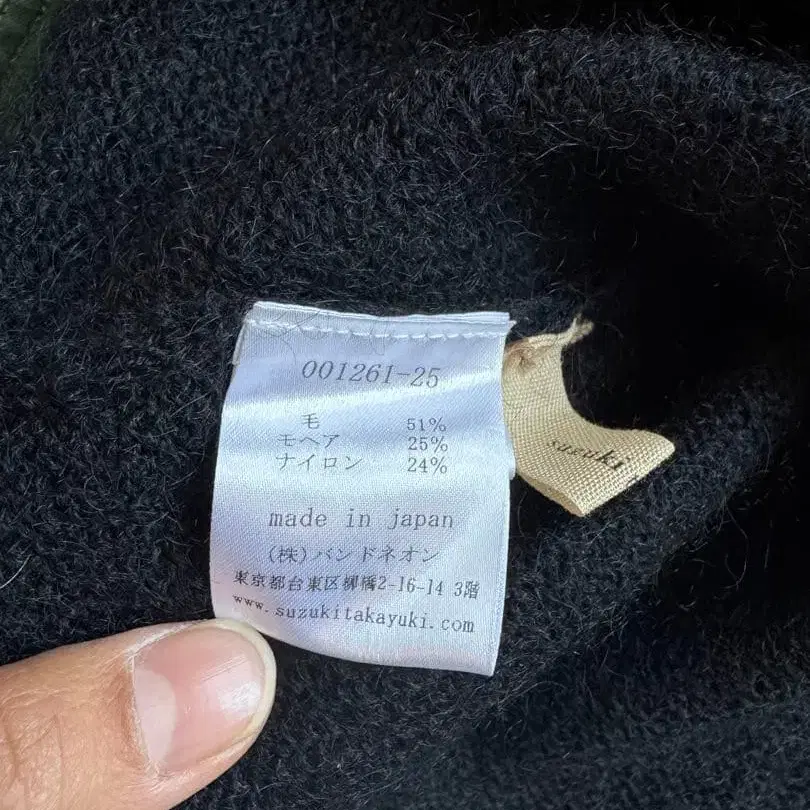 001261-25
毛 51%
モヘア 25%
ナイロン 24%
made in japan
(株)バンドネオン
東京都台東区柳橋2-16-14 3階
www.suzukitakayuki.com
suzuki